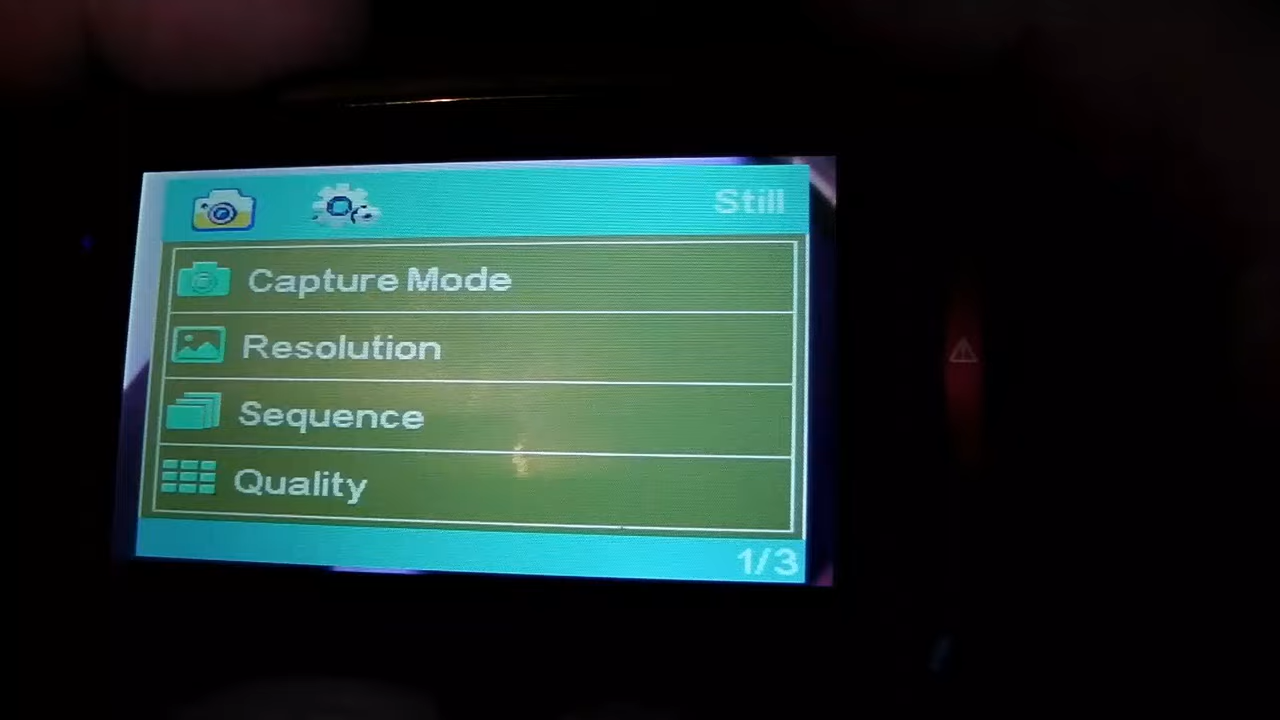 Still
Capture Mode
Resolution
Sequence
Quality
1/3